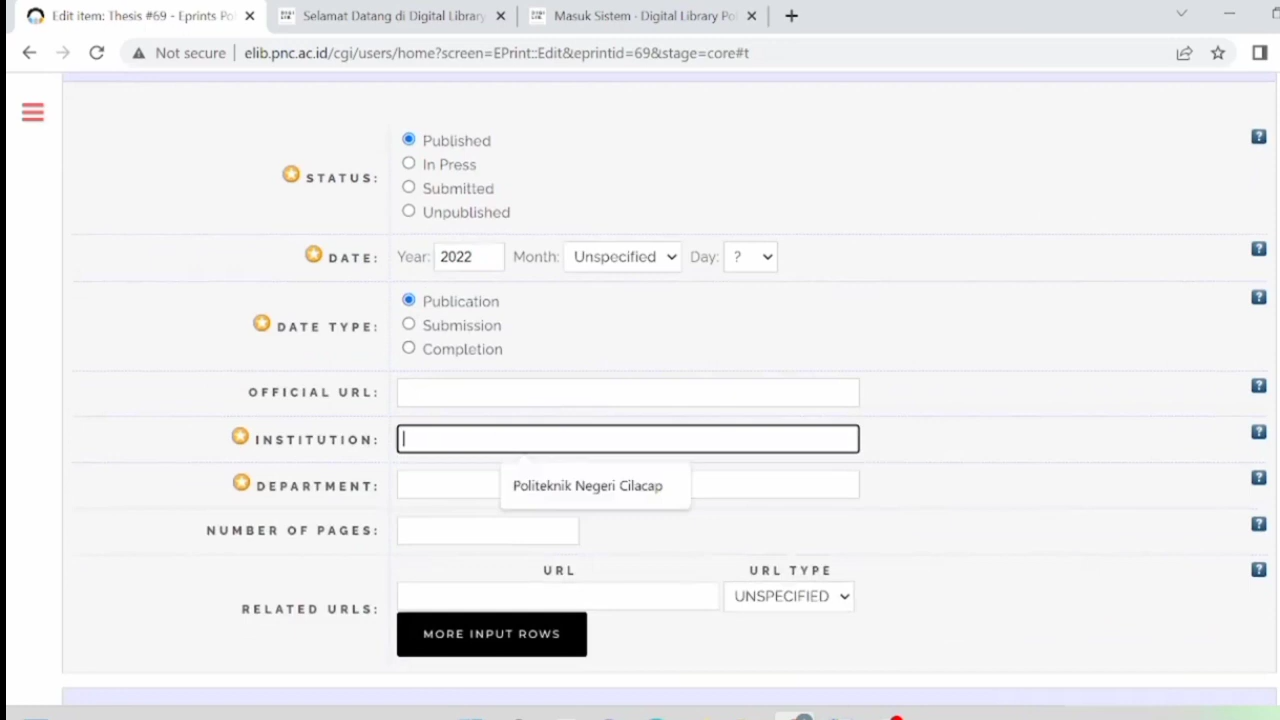 Edit item: Thesis #69 - Eprints Po
Selamat Datang di Digital Library
Masuk Sistem · Digital Library Po
Not secure
elib.pnc.ac.id/cgi/users/home?screen=EPrint::Edit&eprintid=69&stage=core#t
STATUS:
Published
In Press
Submitted
Unpublished
DATE:
Year: 2022 Month: Unspecified Day: ?
DATE TYPE:
Publication
Submission
Completion
OFFICIAL URL:
INSTITUTION:
Politeknik Negeri Cilacap
DEPARTMENT:
NUMBER OF PAGES:
URL URL TYPE
RELATED URLS:
UNSPECIFIED
MORE INPUT ROWS